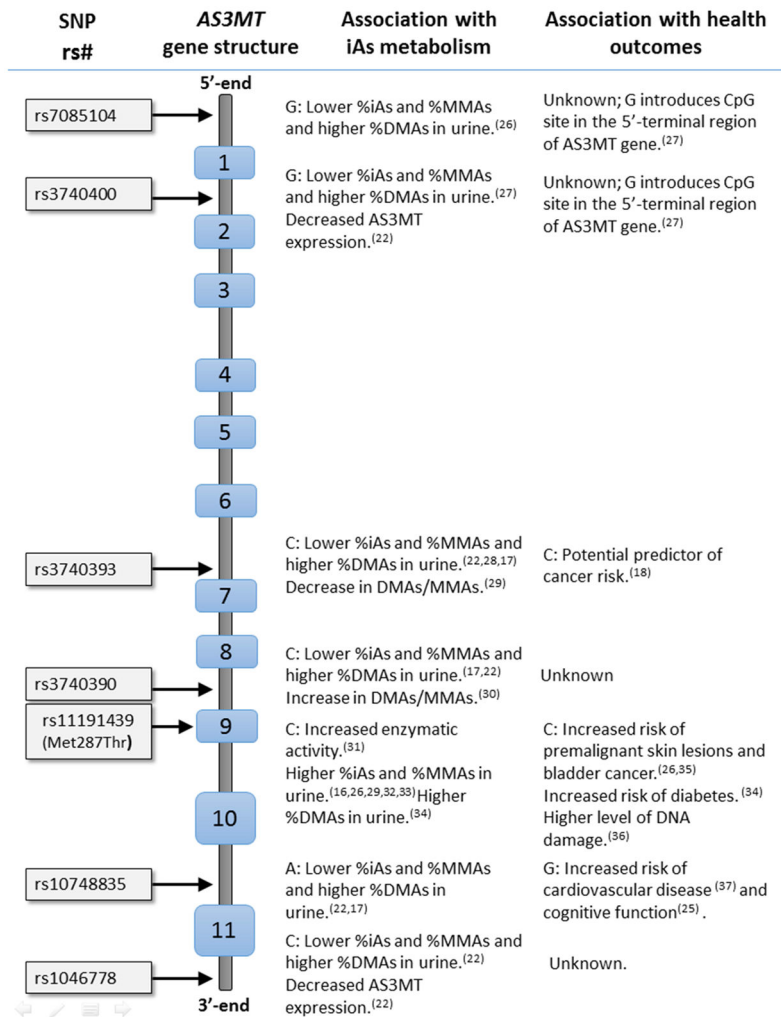 SNP
rs#
AS3MT
gene structure
Association with
iAs metabolism
Association with health
outcomes
5'-end
rs7085104
G: Lower %iAs and %MMAs
and higher %DMAs in urine.(26)
Unknown; G introduces CpG
site in the 5'-terminal region
of AS3MT gene.(27)
1
rs3740400
G: Lower %iAs and %MMAs
and higher %DMAs in urine.(27)
Decreased AS3MT
expression.(22)
Unknown; G introduces CpG
site in the 5'-terminal region
of AS3MT gene.(27)
2
3
4
5
6
rs3740393
C: Lower %iAs and %MMAs and
higher %DMAs in urine.(22,28,17)
Decrease in DMAs/MMAs.(29)
C: Potential predictor of
cancer risk.(18)
7
8
rs3740390
C: Lower %iAs and %MMAs and
higher %DMAs in urine.(17,22)
Increase in DMAs/MMAs.(30)
Unknown
rs11191439
(Met287Thr)
9
C: Increased enzymatic
activity.(31)
Higher %iAs and %MMAs in
urine.(16,26,29,32,33)Higher
%DMAs in urine.(34)
C: Increased risk of
premalignant skin lesions and
bladder cancer.(26,35)
Increased risk of diabetes. (34)
Higher level of DNA
damage.(36)
10
rs10748835
A: Lower %iAs and %MMAs
and higher %DMAs in
urine.(22,17)
G: Increased risk of
cardiovascular disease (37) and
cognitive function(25) .
11
rs1046778
C: Lower %iAs and %MMAs and
higher %DMAs in urine.(22)
Decreased AS3MT
expression.(22)
Unknown.
3'-end